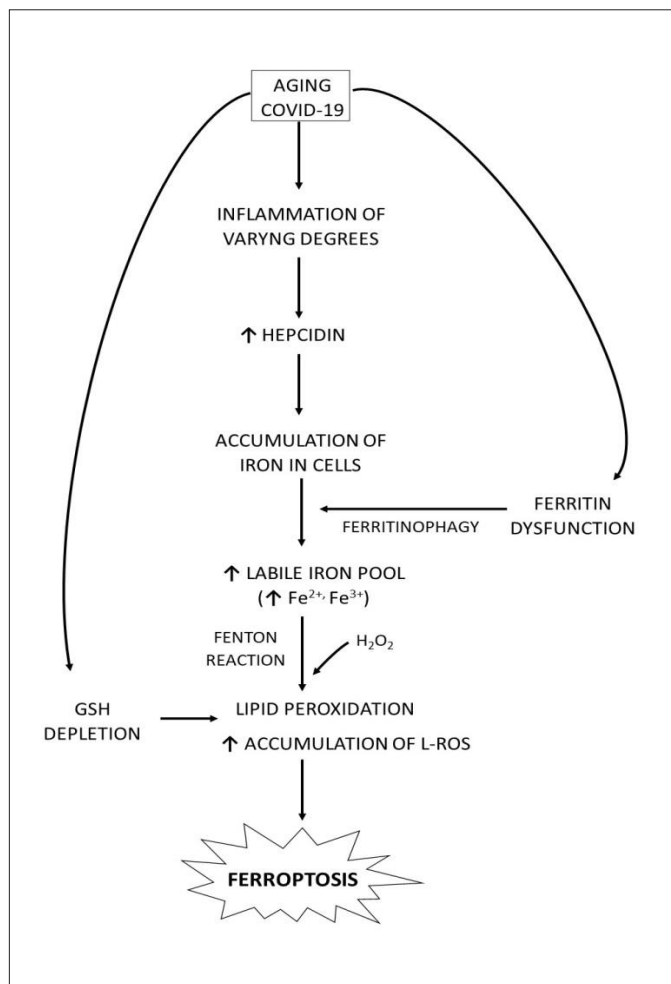 AGING
COVID-19
INFLAMMATION OF
VARYNG DEGREES
↑ HEPCIDIN
ACCUMULATION OF
IRON IN CELLS
FERRITINOPHAGY
FERRITIN
DYSFUNCTION
↑ LABILE IRON POOL
(↑ Fe²⁺, Fe³⁺)
FENTON
REACTION
H₂O₂
GSH
DEPLETION
LIPID PEROXIDATION
↑ ACCUMULATION OF L-ROS
FERROPTOSIS